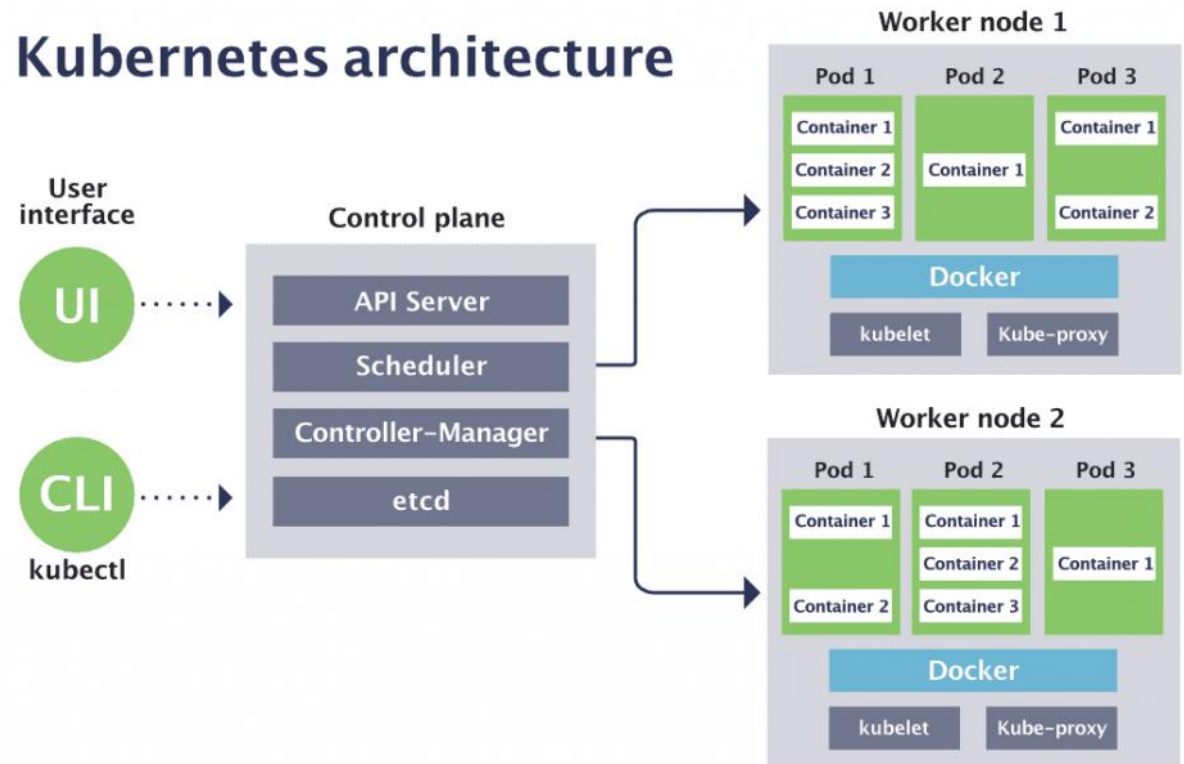 Kubernetes architecture
User
interface
UI
CLI
kubectl
Control plane
API Server
Scheduler
Controller-Manager
etcd
Worker node 1
Pod 1
Container 1
Container 2
Container 3
Pod 2
Container 1
Pod 3
Container 1
Container 2
Docker
kubelet
Kube-proxy
Worker node 2
Pod 1
Container 1
Container 2
Pod 2
Container 1
Container 2
Container 3
Pod 3
Container 1
Docker
kubelet
Kube-proxy